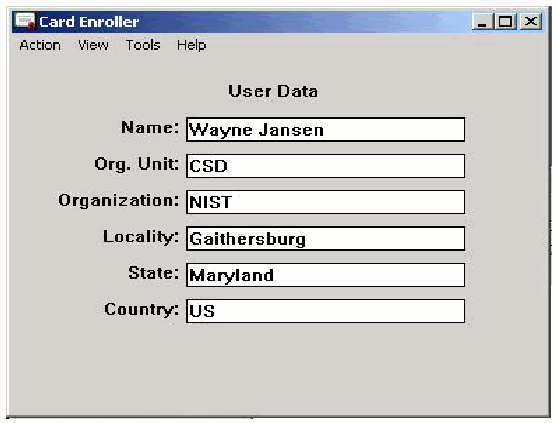 Card Enroller
Action View Tools Help
User Data
Name: Wayne Jansen
Org. Unit: CSD
Organization: NIST
Locality: Gaithersburg
State: Maryland
Country: US